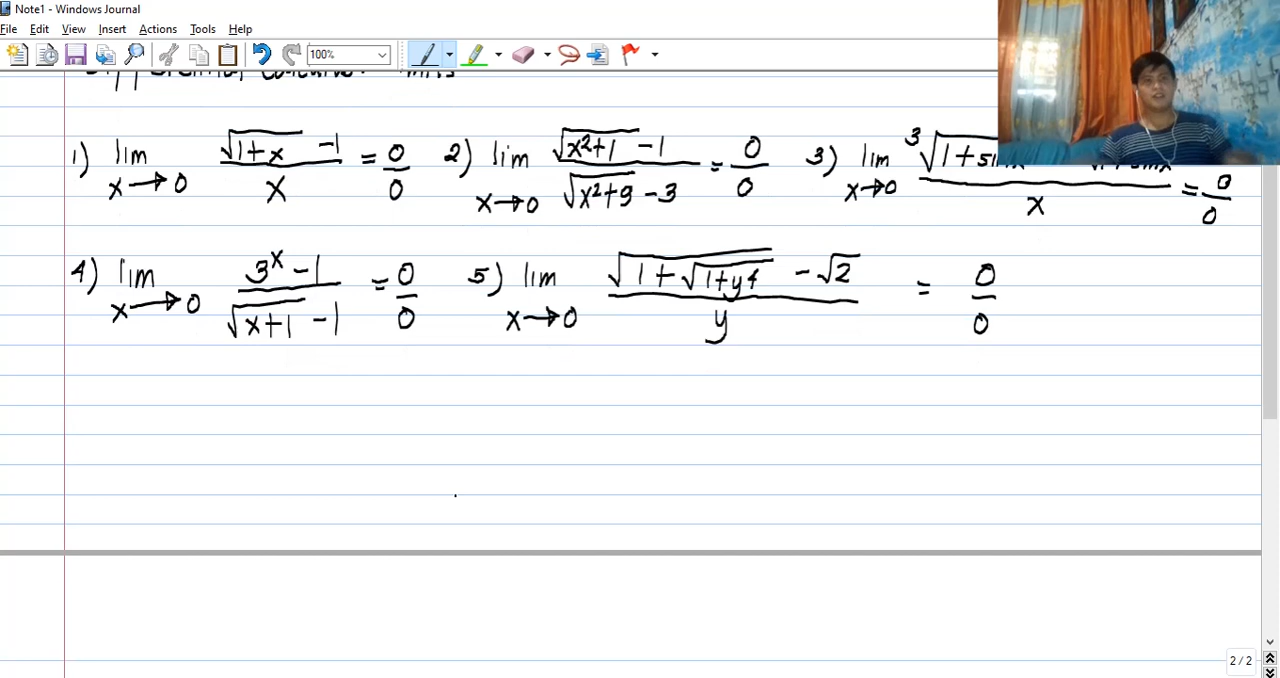 Note1 - Windows Journal
File Edit View Insert Actions Tools Help
100%
1) lim x→0 (√(1+x) - 1)/x = 0/0 2) lim x→0 (√(x²+1) - 1)/(√(x²+9) - 3) = 0/0 3) lim x→0 ³√1+sin x / x = 0/0
4) lim x→0 (3ˣ - 1)/(√(x+1) - 1) = 0/0 5) lim x→0 (√(1+√(1+y⁴)) - √2)/y = 0/0
2 / 2